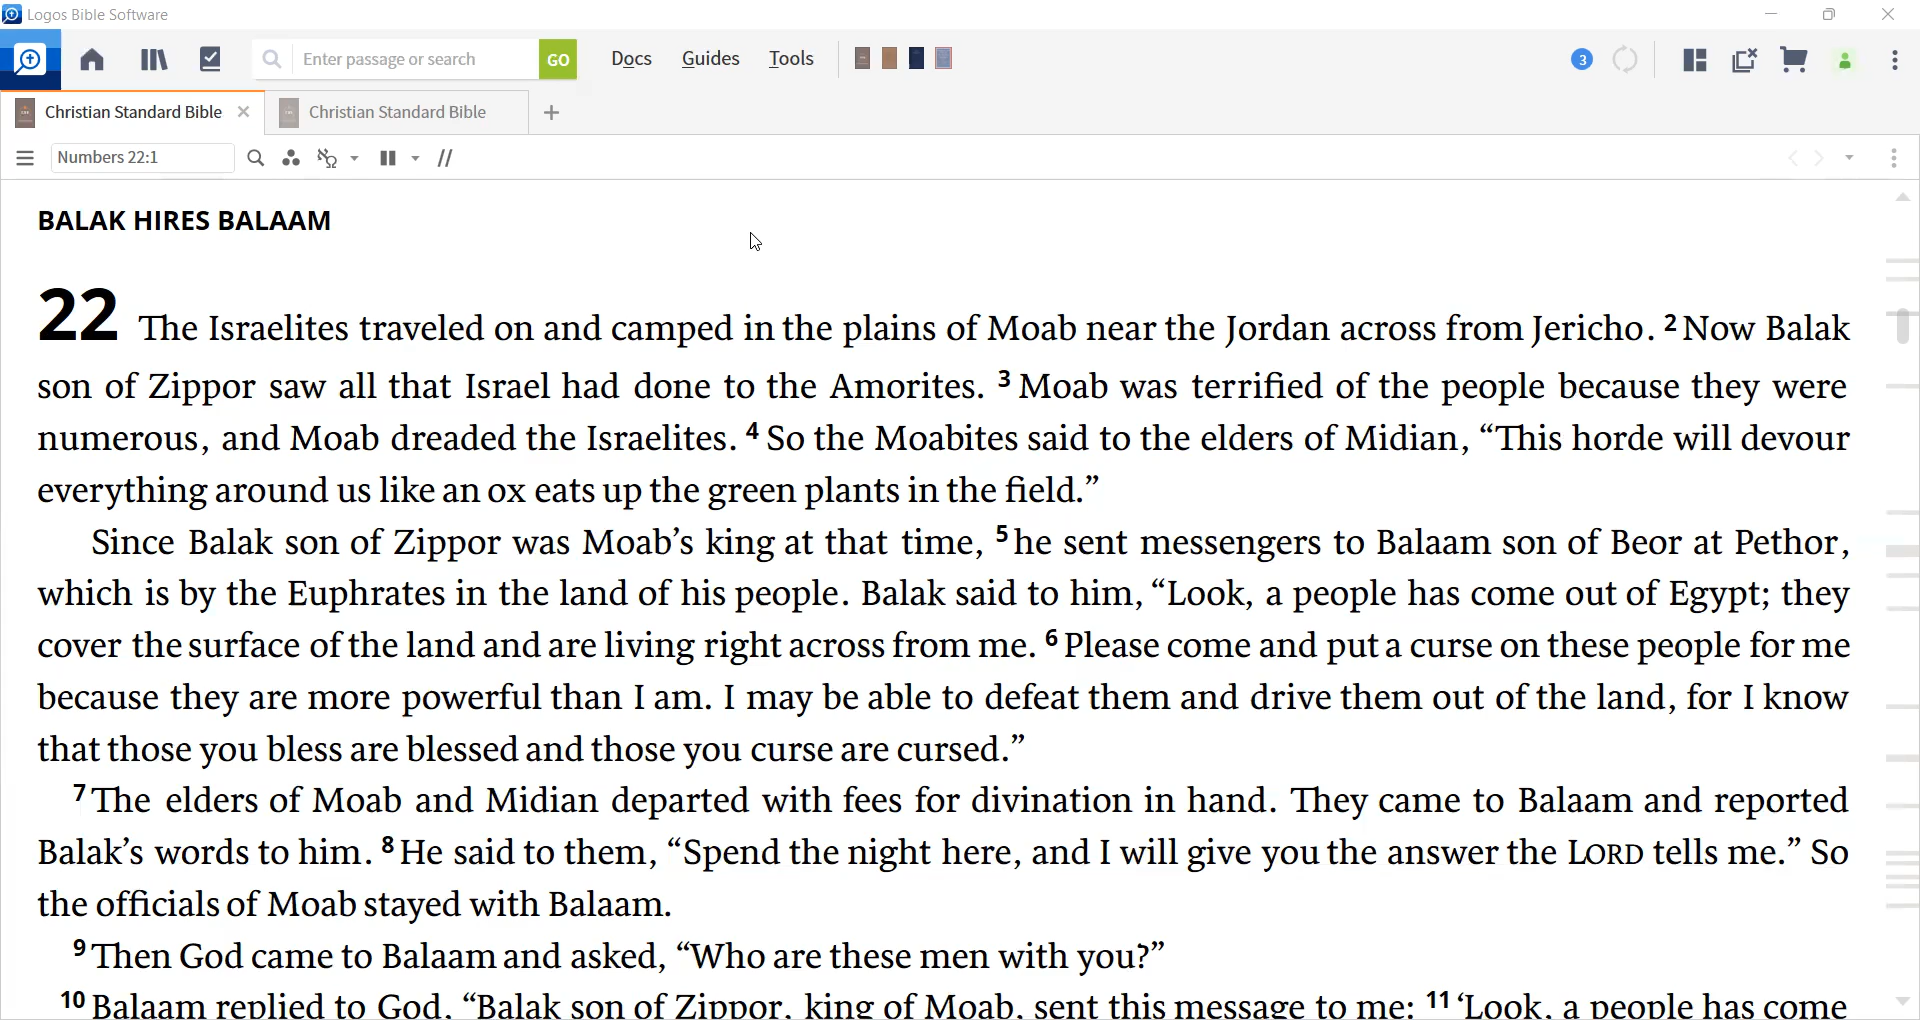 Logos Bible Software
Enter passage or search GO Docs Guides Tools 3
Christian Standard Bible Christian Standard Bible
Numbers 22:1
BALAK HIRES BALAAM
22 The Israelites traveled on and camped in the plains of Moab near the Jordan across from Jericho. 2 Now Balak
son of Zippor saw all that Israel had done to the Amorites. 3 Moab was terrified of the people because they were
numerous, and Moab dreaded the Israelites. 4 So the Moabites said to the elders of Midian, “This horde will devour
everything around us like an ox eats up the green plants in the field.”
Since Balak son of Zippor was Moab’s king at that time, 5 he sent messengers to Balaam son of Beor at Pethor,
which is by the Euphrates in the land of his people. Balak said to him, “Look, a people has come out of Egypt; they
cover the surface of the land and are living right across from me. 6 Please come and put a curse on these people for me
because they are more powerful than I am. I may be able to defeat them and drive them out of the land, for I know
that those you bless are blessed and those you curse are cursed.”
7 The elders of Moab and Midian departed with fees for divination in hand. They came to Balaam and reported
Balak’s words to him. 8 He said to them, “Spend the night here, and I will give you the answer the LORD tells me.” So
the officials of Moab stayed with Balaam.
9 Then God came to Balaam and asked, “Who are these men with you?”
10 Balaam replied to God, “Balak son of Zippor, king of Moab, sent this message to me: 11 ‘Look, a people has come